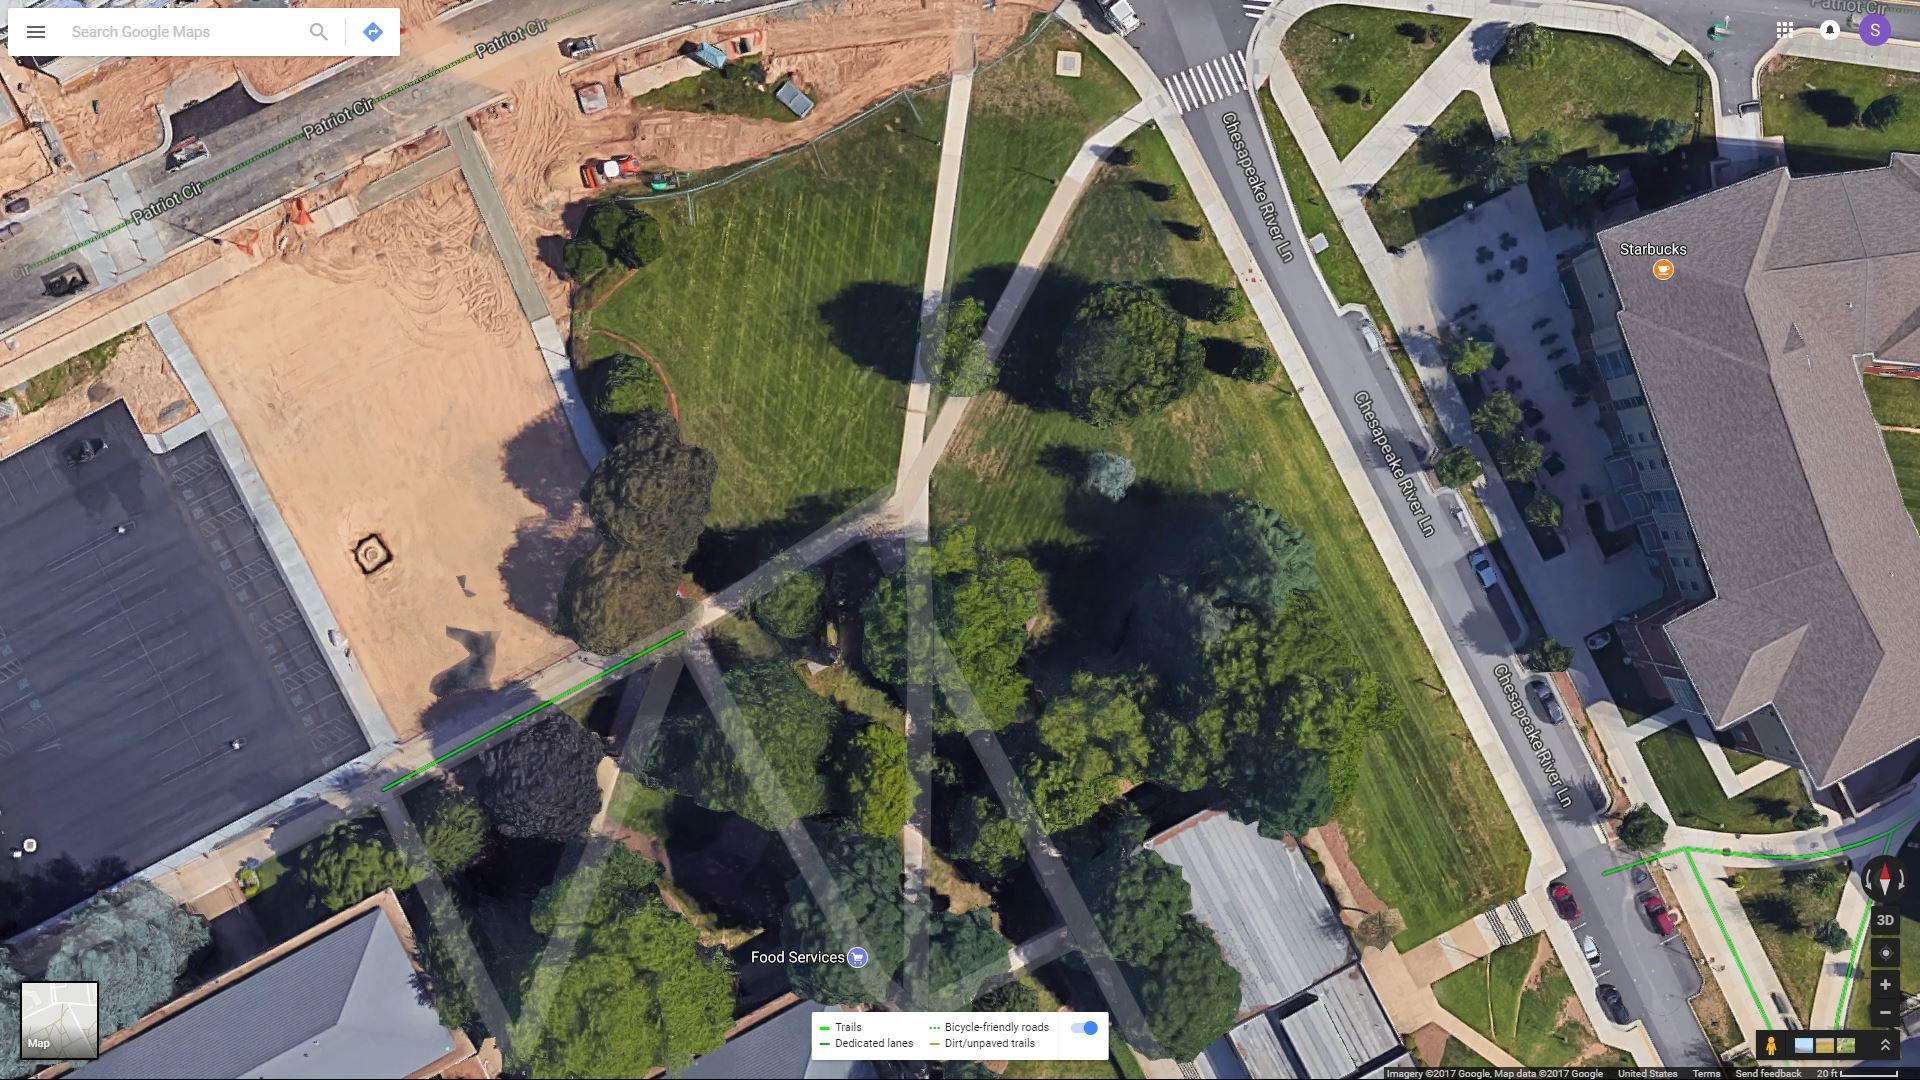 Search Google Maps
Patriot Cir
Patriot Cir
Patriot Cir
Patriot Cir
Cir
S
Chesapeake River Ln
Starbucks
Chesapeake River Ln
Chesapeake River Ln
3D
Food Services
Map
Trails
Bicycle-friendly roads
Dedicated lanes
Dirt/unpaved trails
Imagery ©2017 Google, Map data ©2017 Google United States Terms Send feedback 20 ft